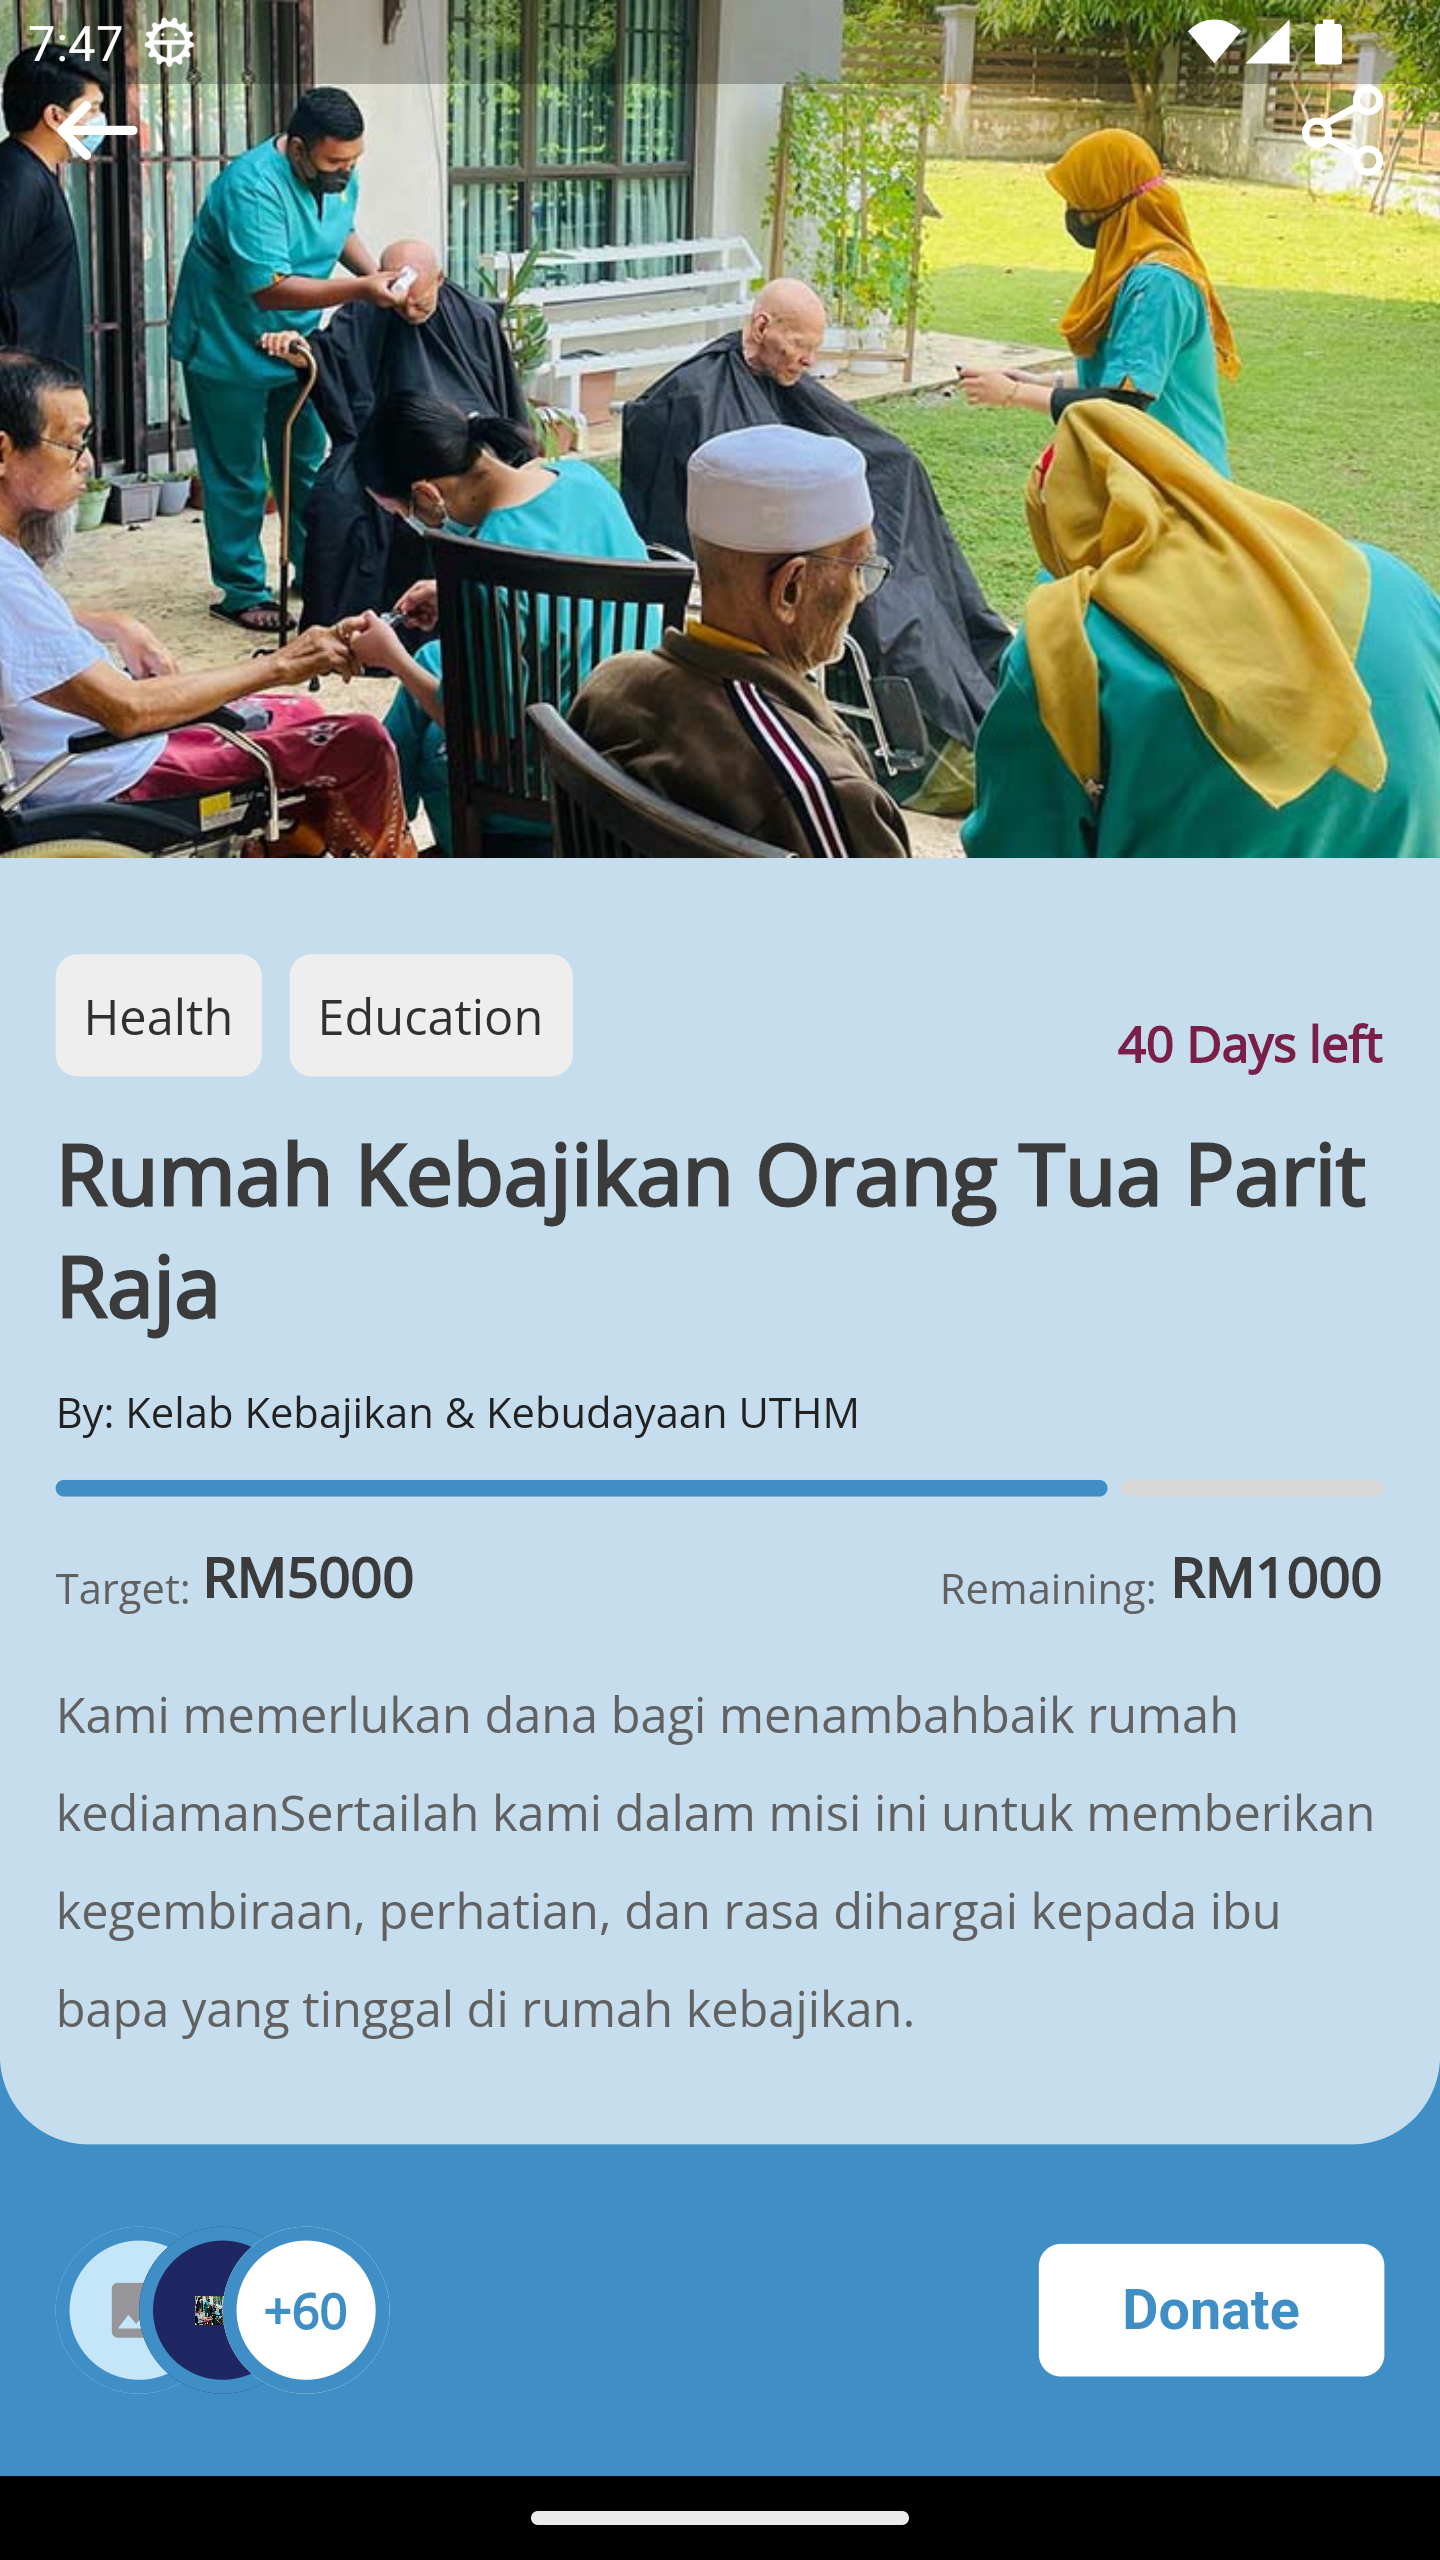 7:47
Health
Education
40 Days left
Rumah Kebajikan Orang Tua Parit
Raja
By: Kelab Kebajikan & Kebudayaan UTHM
Target: RM5000
Remaining: RM1000
Kami memerlukan dana bagi menambahbaik rumah
kediamanSertailah kami dalam misi ini untuk memberikan
kegembiraan, perhatian, dan rasa dihargai kepada ibu
bapa yang tinggal di rumah kebajikan.
+60
Donate